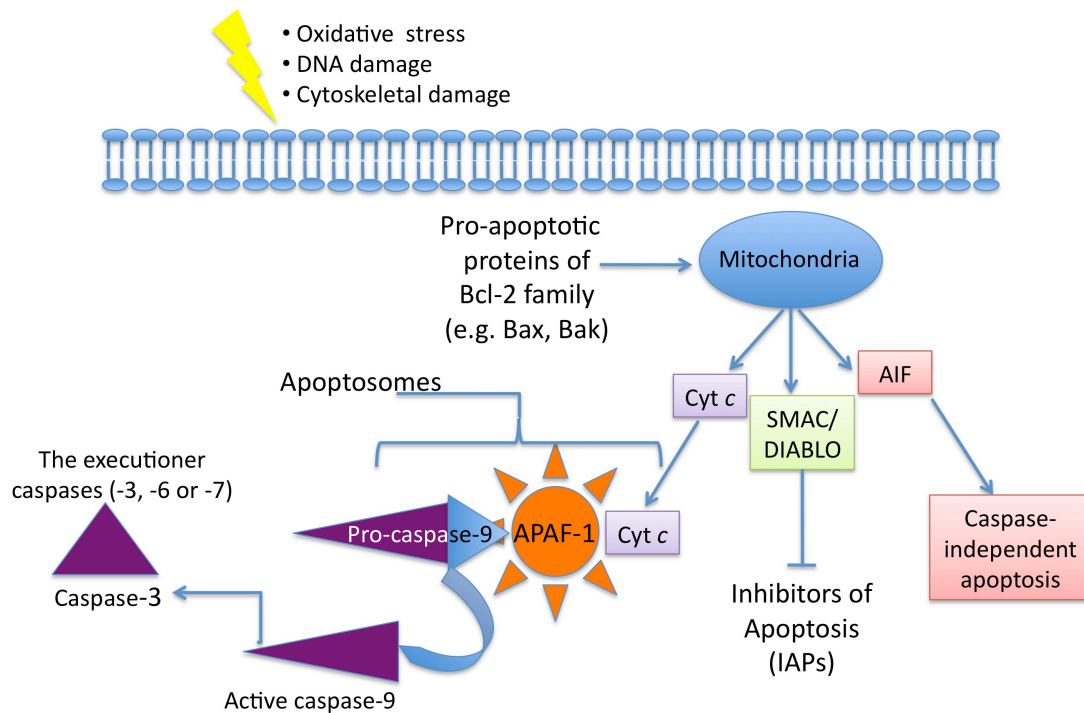 • Oxidative stress
• DNA damage
• Cytoskeletal damage
Pro-apoptotic
proteins of
Bcl-2 family
(e.g. Bax, Bak)
Mitochondria
Cyt c
SMAC/
DIABLO
AIF
Apoptosomes
The executioner
caspases (-3, -6 or -7)
Caspase-3
Pro-caspase-9
APAF-1
Cyt c
Active caspase-9
Inhibitors of
Apoptosis
(IAPs)
Caspase-
independent
apoptosis